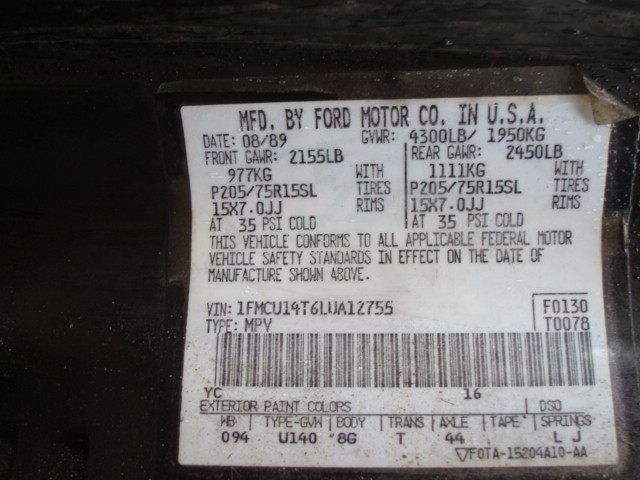 MFD. BY FORD MOTOR CO. IN U.S.A.
DATE: 08/89 GVWR: 4300LB/ 1950KG
FRONT GAWR: 2155LB REAR GAWR: 2450LB
977KG WITH 1111KG WITH
P205/75R15SL TIRES P205/75R15SL TIRES
15X7.0JJ RIMS 15X7.0JJ RIMS
AT 35 PSI COLD AT 35 PSI COLD
THIS VEHICLE CONFORMS TO ALL APPLICABLE FEDERAL MOTOR
VEHICLE SAFETY STANDARDS IN EFFECT ON THE DATE OF
MANUFACTURE SHOWN ABOVE.
VIN: 1FMCU14T6LUA12755 F0130
TYPE: MPV T0078
YC 16
EXTERIOR PAINT COLORS DSO
WB TYPE-GVW BODY TRANS AXLE TAPE SPRINGS
094 U140 8G T 44 L J
F0TA-15204A10-AA